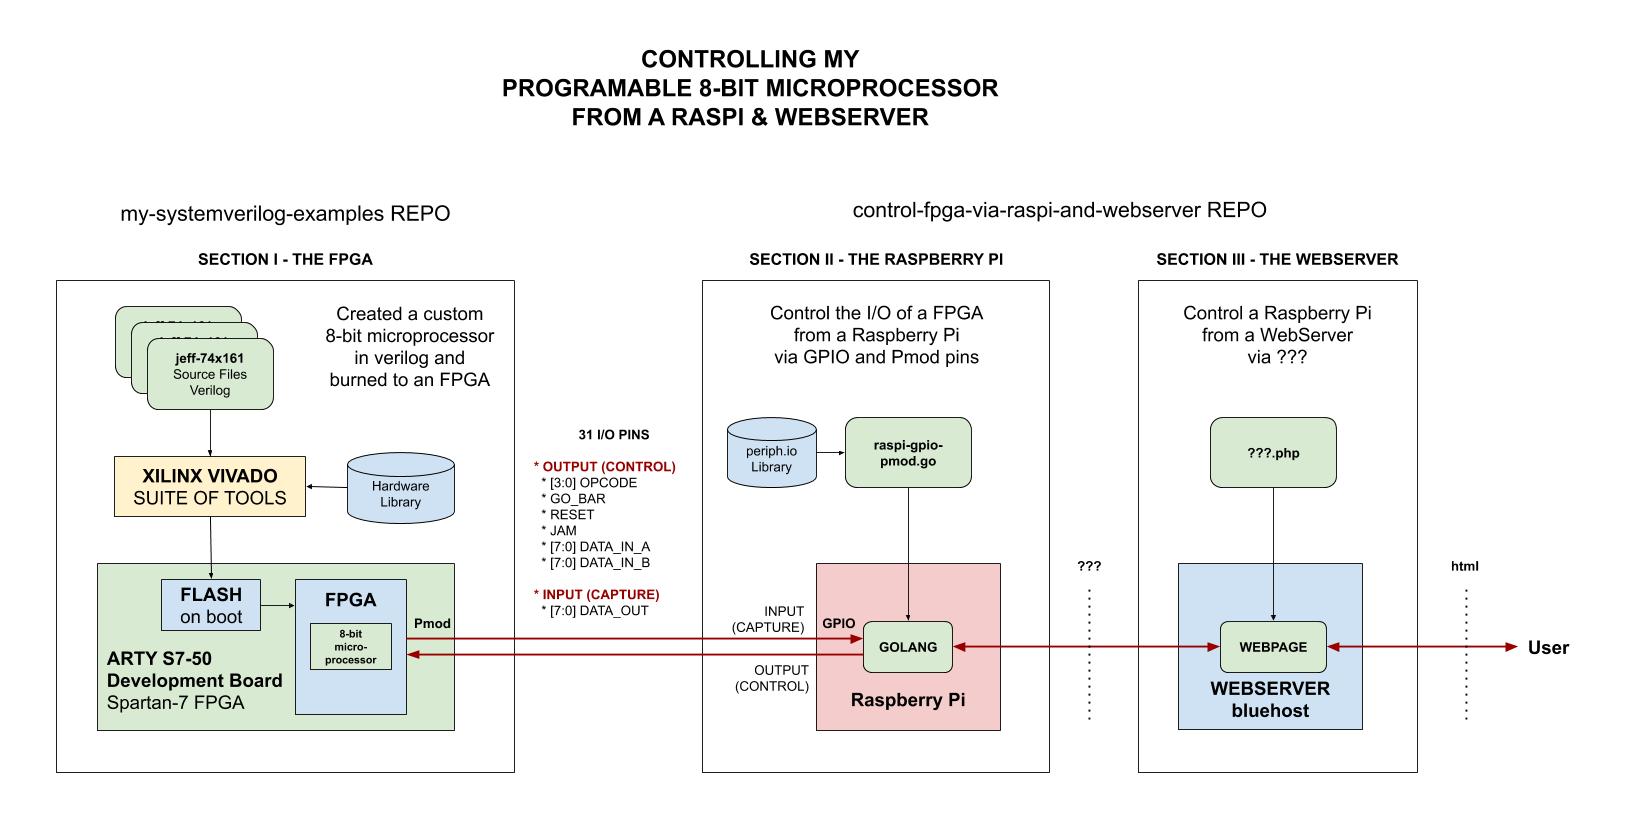 CONTROLLING MY
PROGRAMABLE 8-BIT MICROPROCESSOR
FROM A RASPI & WEBSERVER
my-systemverilog-examples REPO
control-fpga-via-raspi-and-webserver REPO
SECTION I - THE FPGA
Created a custom
8-bit microprocessor
in verilog and
burned to an FPGA
jeff-74x161
Source Files
Verilog
XILINX VIVADO
SUITE OF TOOLS
Hardware
Library
FLASH
on boot
FPGA
8-bit
micro-
processor
Pmod
ARTY S7-50
Development Board
Spartan-7 FPGA
31 I/O PINS
* OUTPUT (CONTROL)
* [3:0] OPCODE
* GO_BAR
* RESET
* JAM
* [7:0] DATA_IN_A
* [7:0] DATA_IN_B
* INPUT (CAPTURE)
* [7:0] DATA_OUT
SECTION II - THE RASPBERRY PI
Control the I/O of a FPGA
from a Raspberry Pi
via GPIO and Pmod pins
periph.io
Library
raspi-gpio-
pmod.go
INPUT
(CAPTURE)
GPIO
GOLANG
OUTPUT
(CONTROL)
Raspberry Pi
???
SECTION III - THE WEBSERVER
Control a Raspberry Pi
from a WebServer
via ???
???.php
WEBPAGE
WEBSERVER
bluehost
html
User